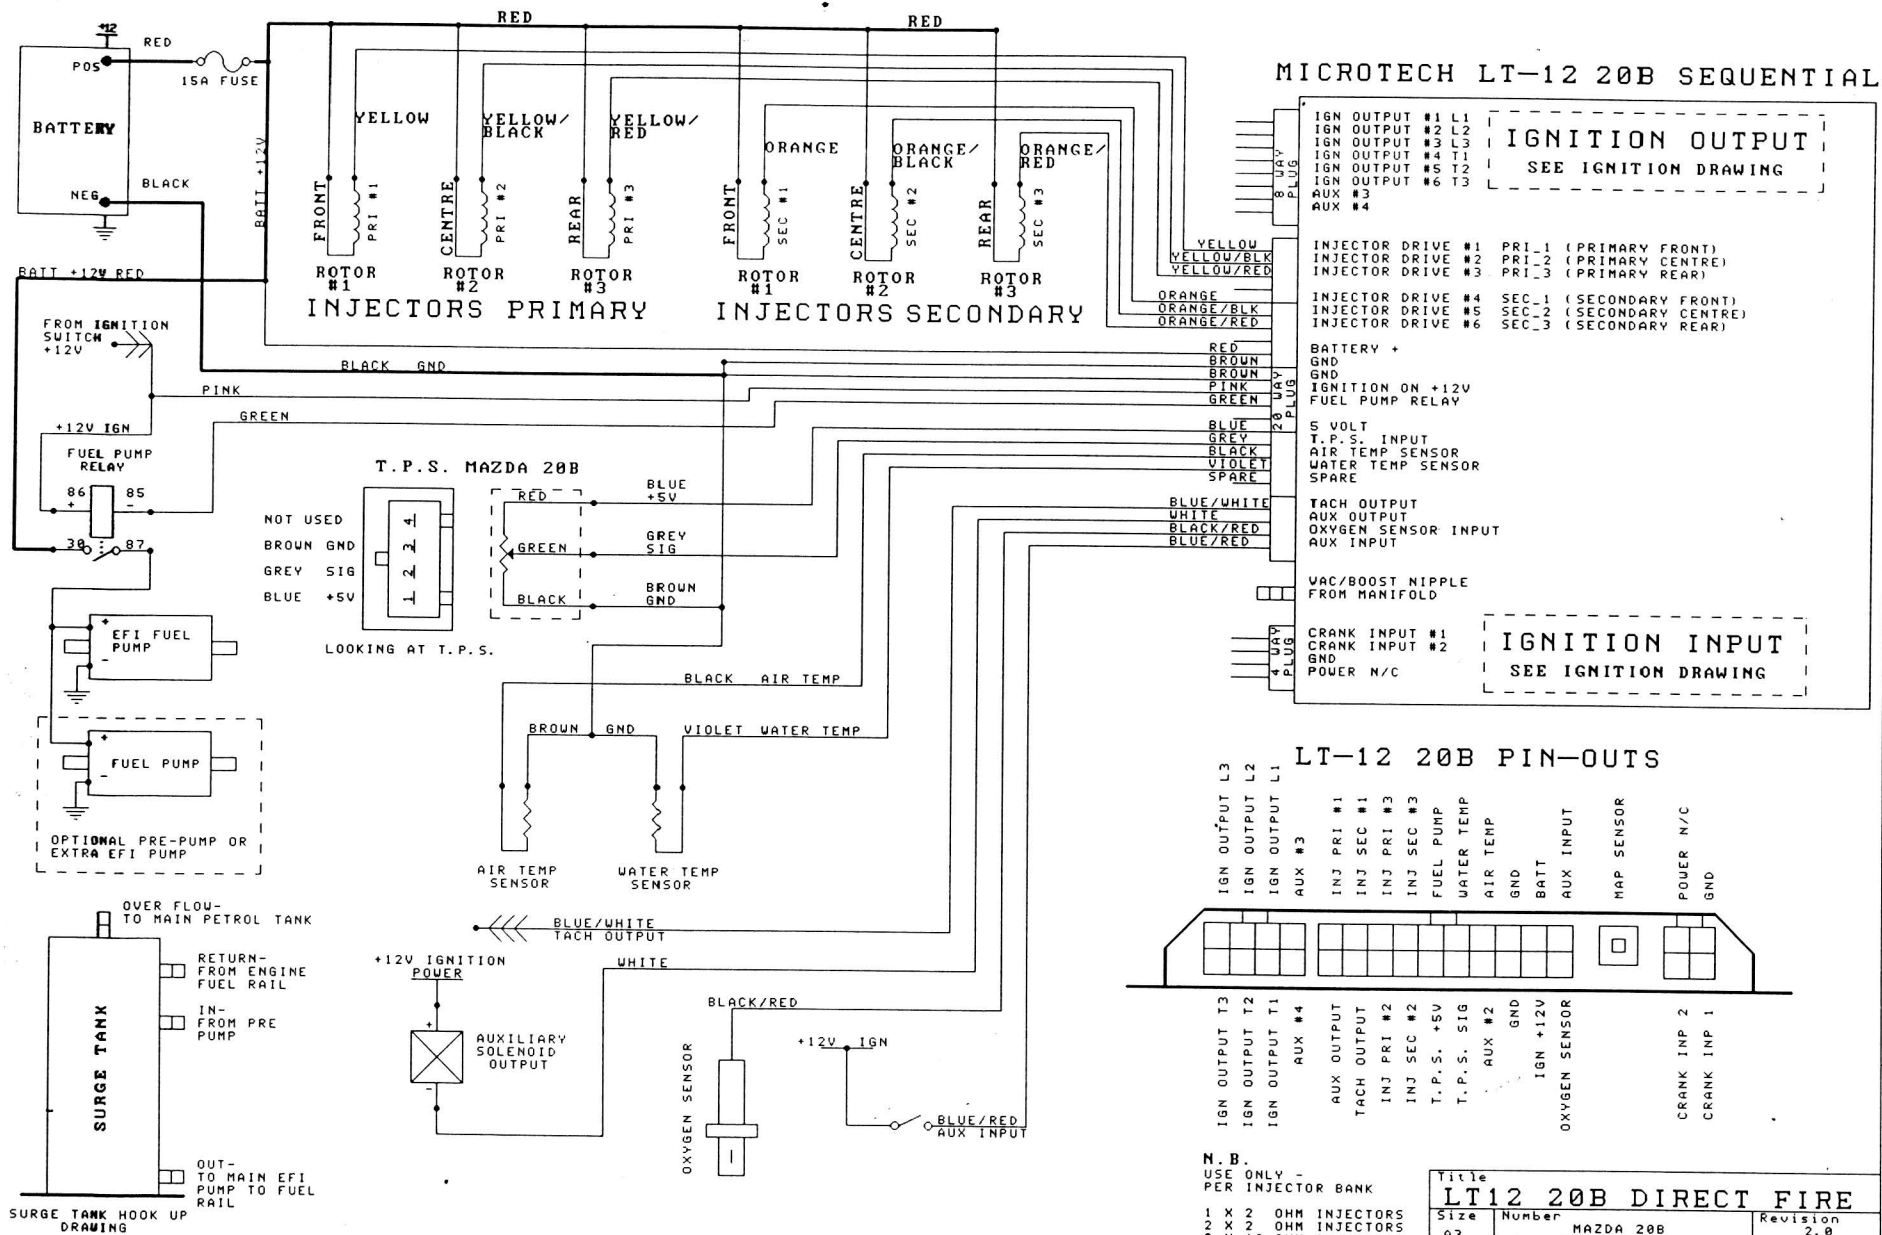 +12
POS
RED
15A FUSE
BATTERY
NEG
BLACK
BATT +12V
BATT +12V RED
FROM IGNITION
SWITCH
+12V
RED
RED
YELLOW
YELLOW/
BLACK
YELLOW/
RED
ORANGE
ORANGE/
BLACK
ORANGE/
RED
FRONT
PRI #1
CENTRE
PRI #2
REAR
PRI #3
FRONT
SEC #1
CENTRE
SEC #2
REAR
SEC #3
ROTOR
#1
ROTOR
#2
ROTOR
#3
ROTOR
#1
ROTOR
#2
ROTOR
#3
INJECTORS PRIMARY
INJECTORS SECONDARY
BLACK GND
PINK
GREEN
+12V IGN
FUEL PUMP
RELAY
86
+
85
-
30
87
EFI FUEL
PUMP
+
-
FUEL PUMP
+
-
OPTIONAL PRE-PUMP OR
EXTRA EFI PUMP
T.P.S. MAZDA 20B
NOT USED
BROWN GND
GREY SIG
BLUE +5V
4
3
2
1
LOOKING AT T.P.S.
RED
GREEN
BLACK
BLUE
+5V
GREY
SIG
BROWN
GND
BLACK AIR TEMP
BROWN GND
VIOLET WATER TEMP
AIR TEMP
SENSOR
WATER TEMP
SENSOR
BLUE/WHITE
TACH OUTPUT
+12V IGNITION
POWER
WHITE
+
-
AUXILIARY
SOLENOID
OUTPUT
BLACK/RED
OXYGEN SENSOR
+12V IGN
BLUE/RED
AUX INPUT
OVER FLOW-
TO MAIN PETROL TANK
RETURN-
FROM ENGINE
FUEL RAIL
IN-
FROM PRE
PUMP
SURGE TANK
OUT-
TO MAIN EFI
PUMP TO FUEL
RAIL
SURGE TANK HOOK UP
DRAWING
MICROTECH LT-12 20B SEQUENTIAL
8 WAY
PLUG
IGN OUTPUT #1 L1
IGN OUTPUT #2 L2
IGN OUTPUT #3 L3
IGN OUTPUT #4 T1
IGN OUTPUT #5 T2
IGN OUTPUT #6 T3
AUX #3
AUX #4
IGNITION OUTPUT
SEE IGNITION DRAWING
YELLOW
YELLOW/BLK
YELLOW/RED
ORANGE
ORANGE/BLK
ORANGE/RED
RED
BROWN
BROWN
PINK
GREEN
BLUE
GREY
BLACK
VIOLET
SPARE
BLUE/WHITE
WHITE
BLACK/RED
BLUE/RED
20 WAY
PLUG
INJECTOR DRIVE #1 PRI_1 (PRIMARY FRONT)
INJECTOR DRIVE #2 PRI_2 (PRIMARY CENTRE)
INJECTOR DRIVE #3 PRI_3 (PRIMARY REAR)
INJECTOR DRIVE #4 SEC_1 (SECONDARY FRONT)
INJECTOR DRIVE #5 SEC_2 (SECONDARY CENTRE)
INJECTOR DRIVE #6 SEC_3 (SECONDARY REAR)
BATTERY +
GND
GND
IGNITION ON +12V
FUEL PUMP RELAY
5 VOLT
T.P.S. INPUT
AIR TEMP SENSOR
WATER TEMP SENSOR
SPARE
TACH OUTPUT
AUX OUTPUT
OXYGEN SENSOR INPUT
AUX INPUT
VAC/BOOST NIPPLE
FROM MANIFOLD
4 WAY
PLUG
CRANK INPUT #1
CRANK INPUT #2
GND
POWER N/C
IGNITION INPUT
SEE IGNITION DRAWING
LT-12 20B PIN-OUTS
IGN OUTPUT L3
IGN OUTPUT L2
IGN OUTPUT L1
AUX #3
INJ PRI #1
INJ SEC #1
INJ PRI #3
INJ SEC #3
FUEL PUMP
WATER TEMP
AIR TEMP
GND
BATT
AUX INPUT
MAP SENSOR
POWER N/C
GND
IGN OUTPUT T3
IGN OUTPUT T2
IGN OUTPUT T1
AUX #4
AUX OUTPUT
TACH OUTPUT
INJ PRI #2
INJ SEC #2
T.P.S. +5V
T.P.S. SIG
AUX #2
GND
IGN +12V
OXYGEN SENSOR
CRANK INP 2
CRANK INP 1
N.B.
USE ONLY -
PER INJECTOR BANK
1 X 2 OHM INJECTORS
2 X 2 OHM INJECTORS
Title
LT12 20B DIRECT FIRE
Size
Number
MAZDA 20B
Revision
2.0